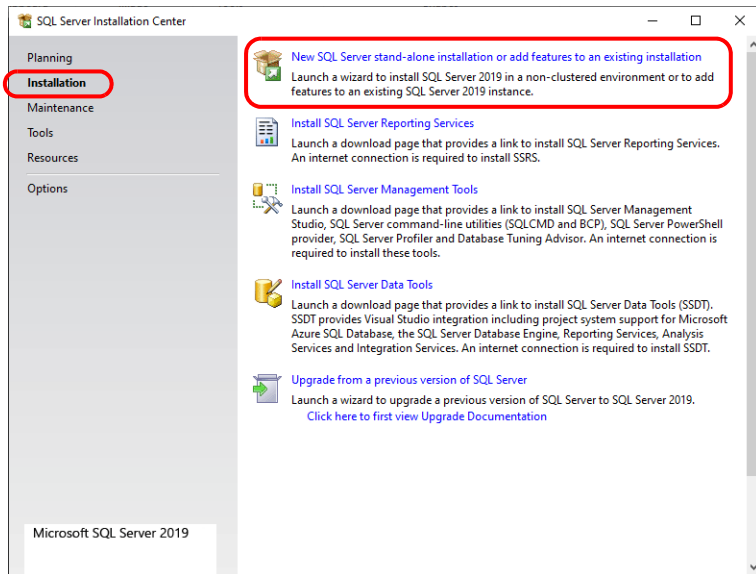 SQL Server Installation Center
Planning
Installation
Maintenance
Tools
Resources
Options
New SQL Server stand-alone installation or add features to an existing installation
Launch a wizard to install SQL Server 2019 in a non-clustered environment or to add
features to an existing SQL Server 2019 instance.
Install SQL Server Reporting Services
Launch a download page that provides a link to install SQL Server Reporting Services.
An internet connection is required to install SSRS.
Install SQL Server Management Tools
Launch a download page that provides a link to install SQL Server Management
Studio, SQL Server command-line utilities (SQLCMD and BCP), SQL Server PowerShell
provider, SQL Server Profiler and Database Tuning Advisor. An internet connection is
required to install these tools.
Install SQL Server Data Tools
Launch a download page that provides a link to install SQL Server Data Tools (SSDT).
SSDT provides Visual Studio integration including project system support for Microsoft
Azure SQL Database, the SQL Server Database Engine, Reporting Services, Analysis
Services and Integration Services. An internet connection is required to install SSDT.
Upgrade from a previous version of SQL Server
Launch a wizard to upgrade a previous version of SQL Server to SQL Server 2019.
Click here to first view Upgrade Documentation
Microsoft SQL Server 2019